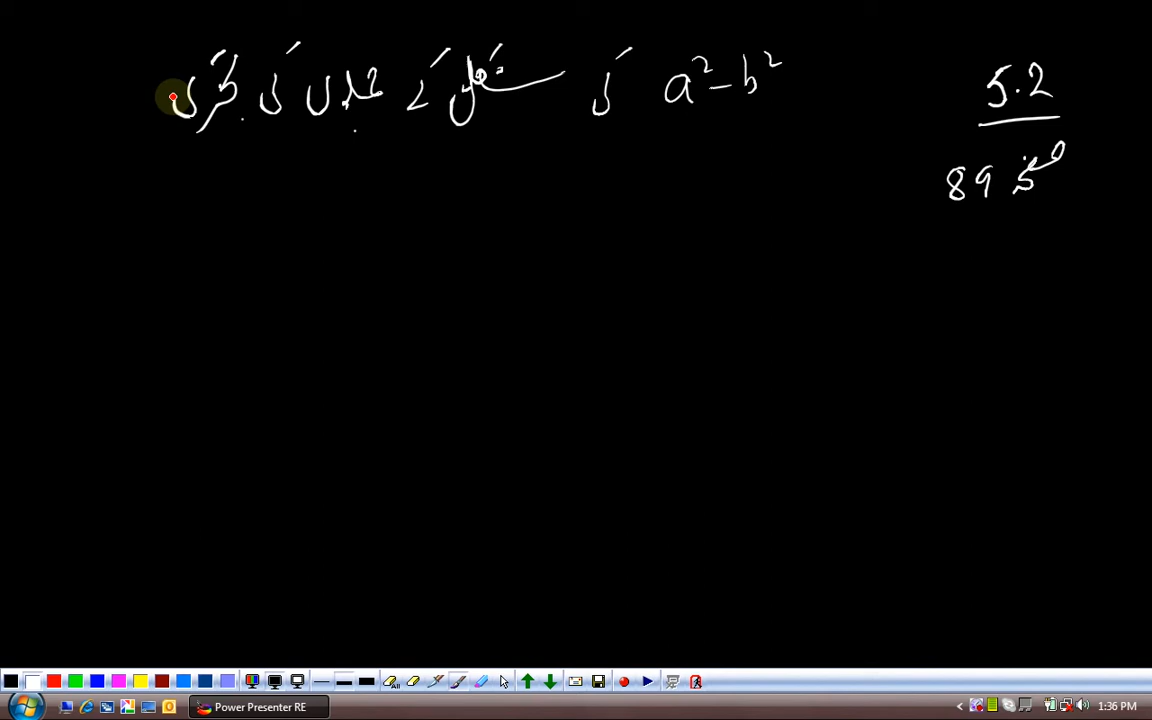 5.2
a²-b² کی شکل کے جملوں کی تجزی
صفحہ 89
Power Presenter RE
1:36 PM